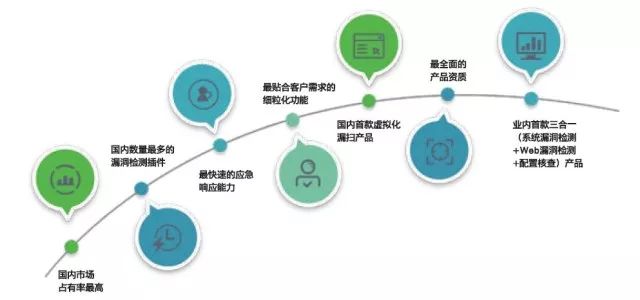 国内市场
占有率最高
国内数量最多的
漏洞检测插件
最快速的应急
响应能力
最贴合客户需求的
细粒化功能
国内首款虚拟化
漏扫产品
最全面的
产品资质
业内首款三合一
（系统漏洞检测
+Web漏洞检测
+配置核查）产品